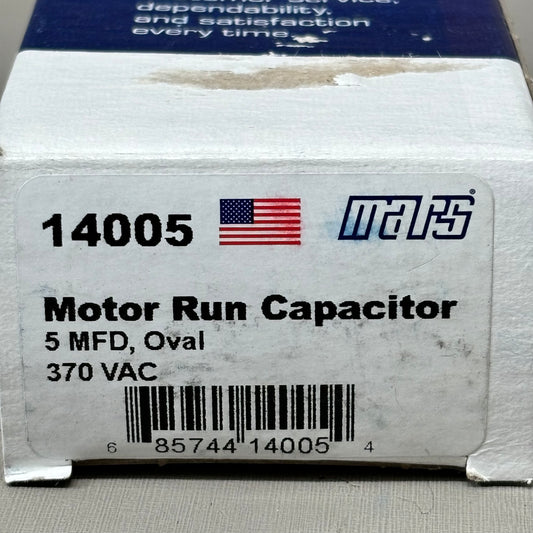 dependability,
and satisfaction
every time.
14005
mars®
Motor Run Capacitor
5 MFD, Oval
370 VAC
6 85744 14005 4